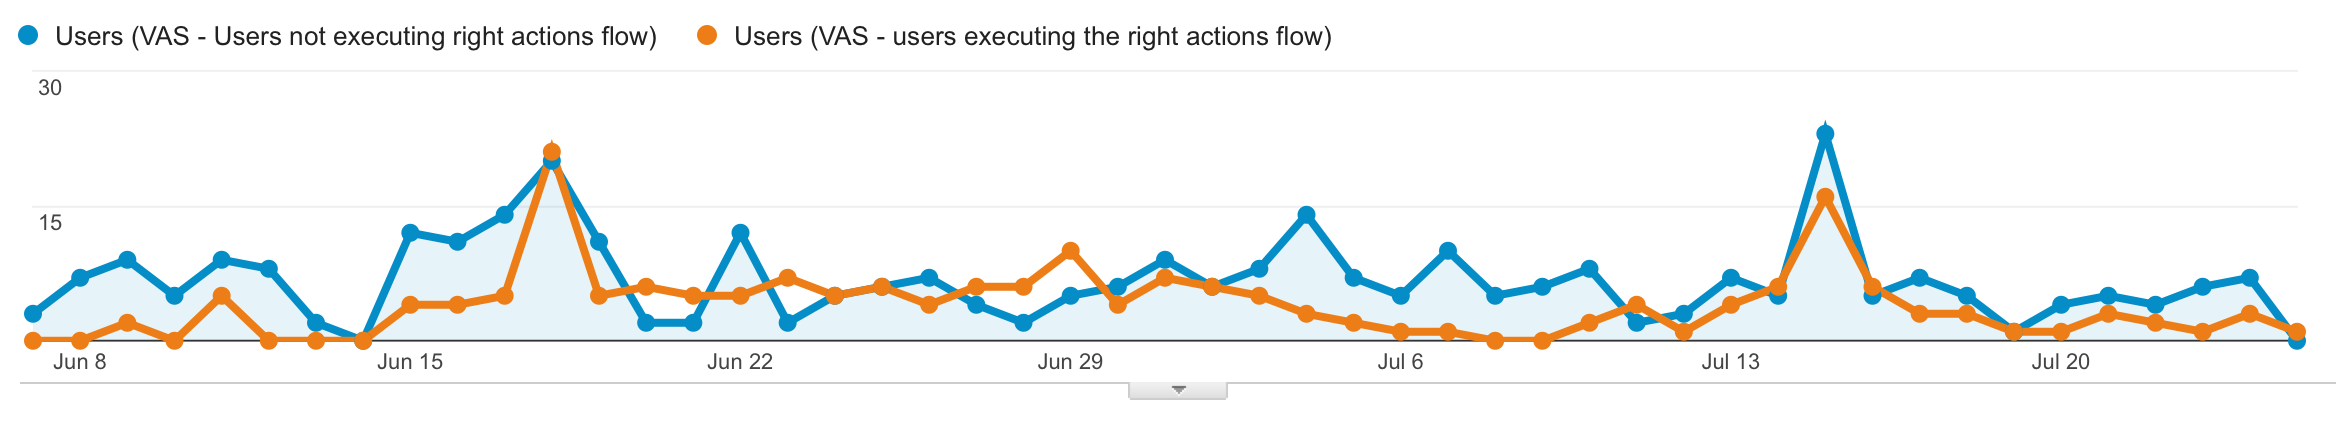 Users (VAS - Users not executing right actions flow) Users (VAS - users executing the right actions flow)
30
15
Jun 8 Jun 15 Jun 22 Jun 29 Jul 6 Jul 13 Jul 20